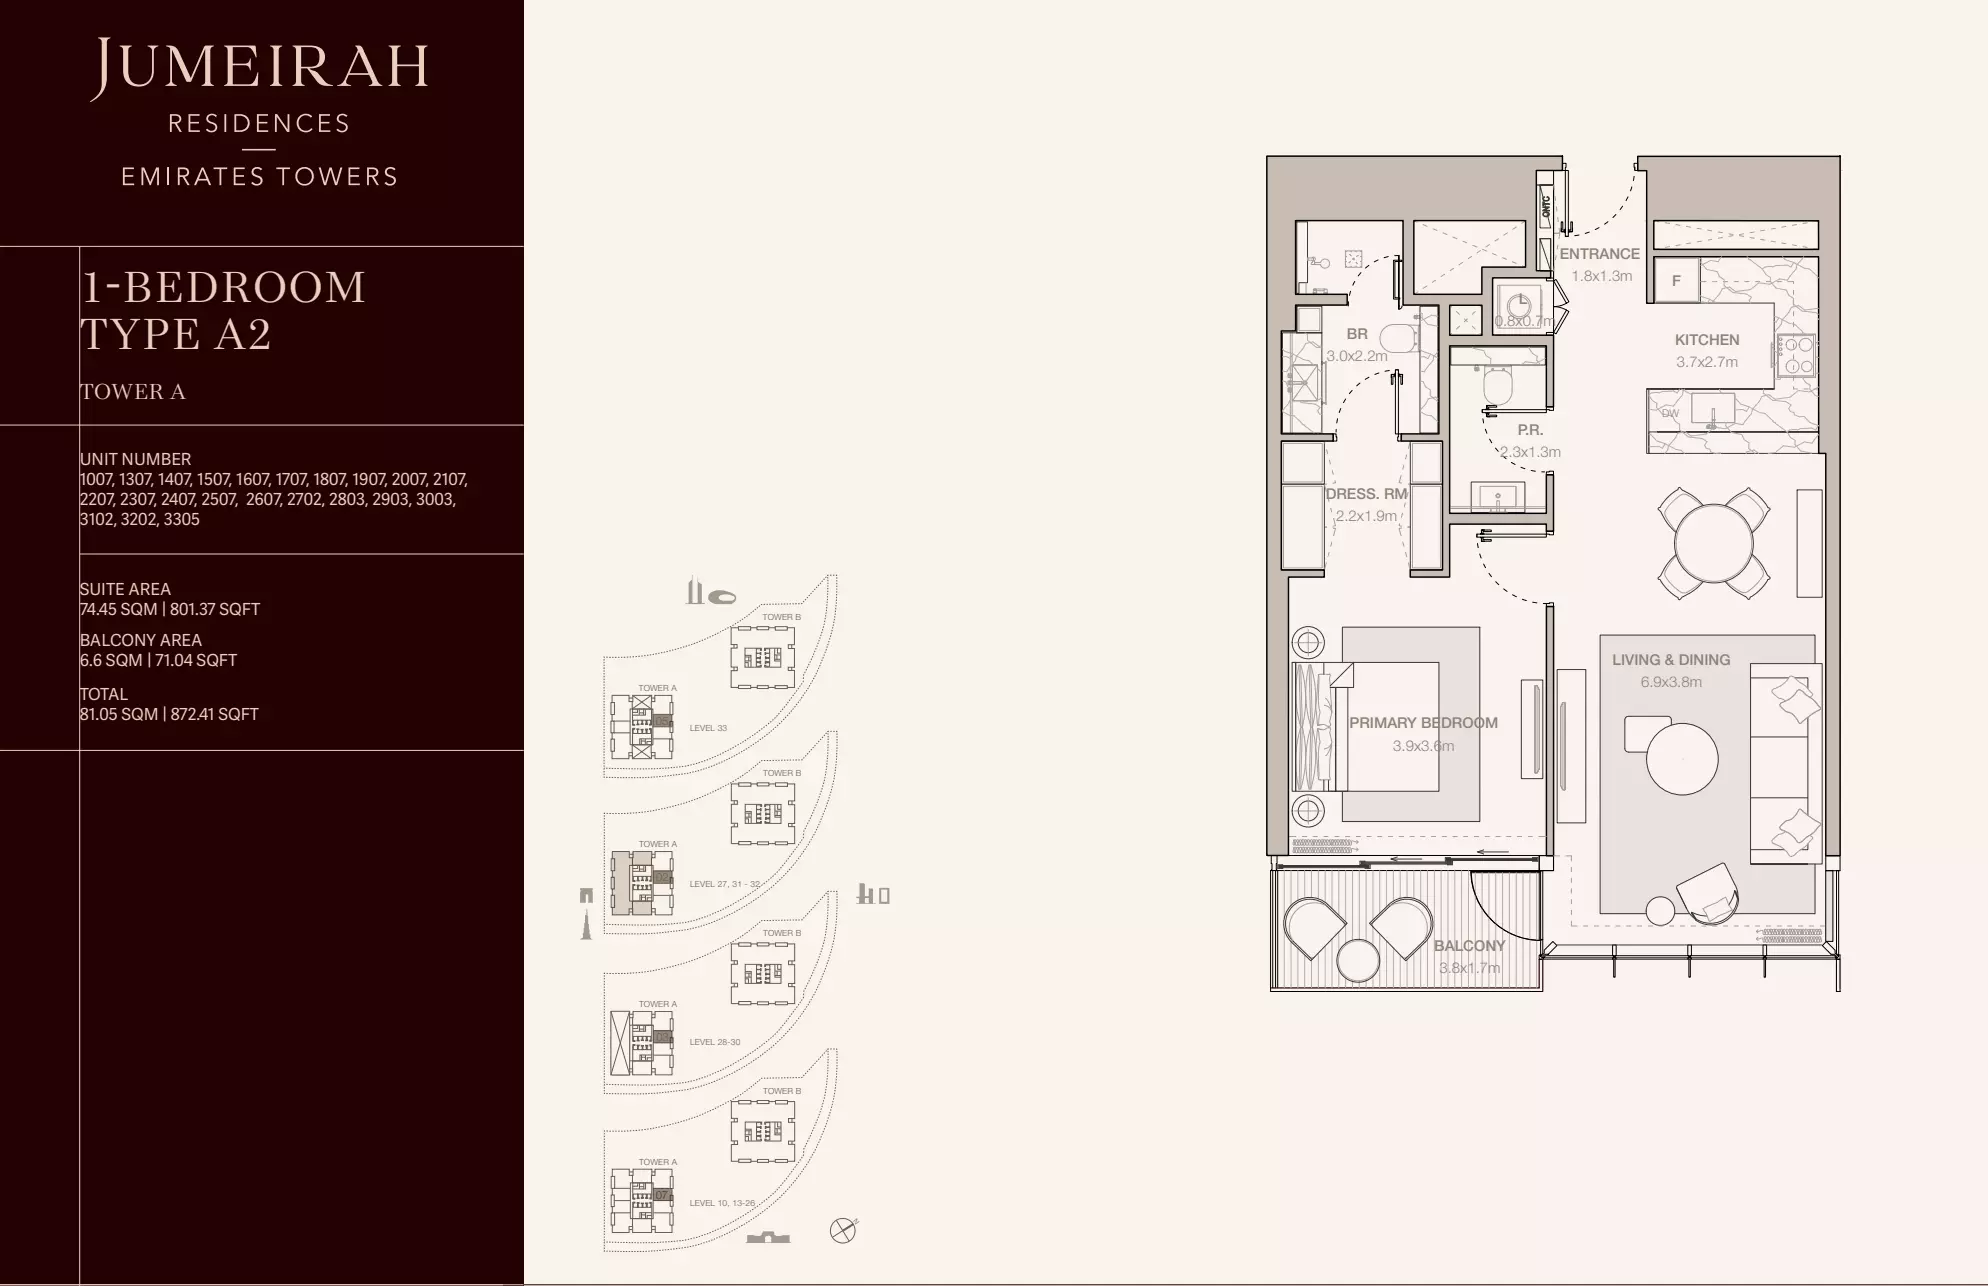 JUMEIRAH
RESIDENCES
EMIRATES TOWERS
1-BEDROOM
TYPE A2
TOWER A
UNIT NUMBER
1007, 1307, 1407, 1507, 1607, 1707, 1807, 1907, 2007, 2107,
2207, 2307, 2407, 2507, 2607, 2702, 2803, 2903, 3003,
3102, 3202, 3305
SUITE AREA
74.45 SQM | 801.37 SQFT
BALCONY AREA
6.6 SQM | 71.04 SQFT
TOTAL
81.05 SQM | 872.41 SQFT
TOWER B
TOWER A
05
LEVEL 33
TOWER B
TOWER A
02
LEVEL 27, 31 - 32
TOWER B
TOWER A
03
LEVEL 28-30
TOWER B
TOWER A
07
LEVEL 10, 13-26
N
ONTC
ENTRANCE
1.8x1.3m
F
0.8x0.7m
BR
3.0x2.2m
KITCHEN
3.7x2.7m
DW
P.R.
2.3x1.3m
DRESS. RM
2.2x1.9m
LIVING & DINING
6.9x3.8m
PRIMARY BEDROOM
3.9x3.6m
BALCONY
3.8x1.7m